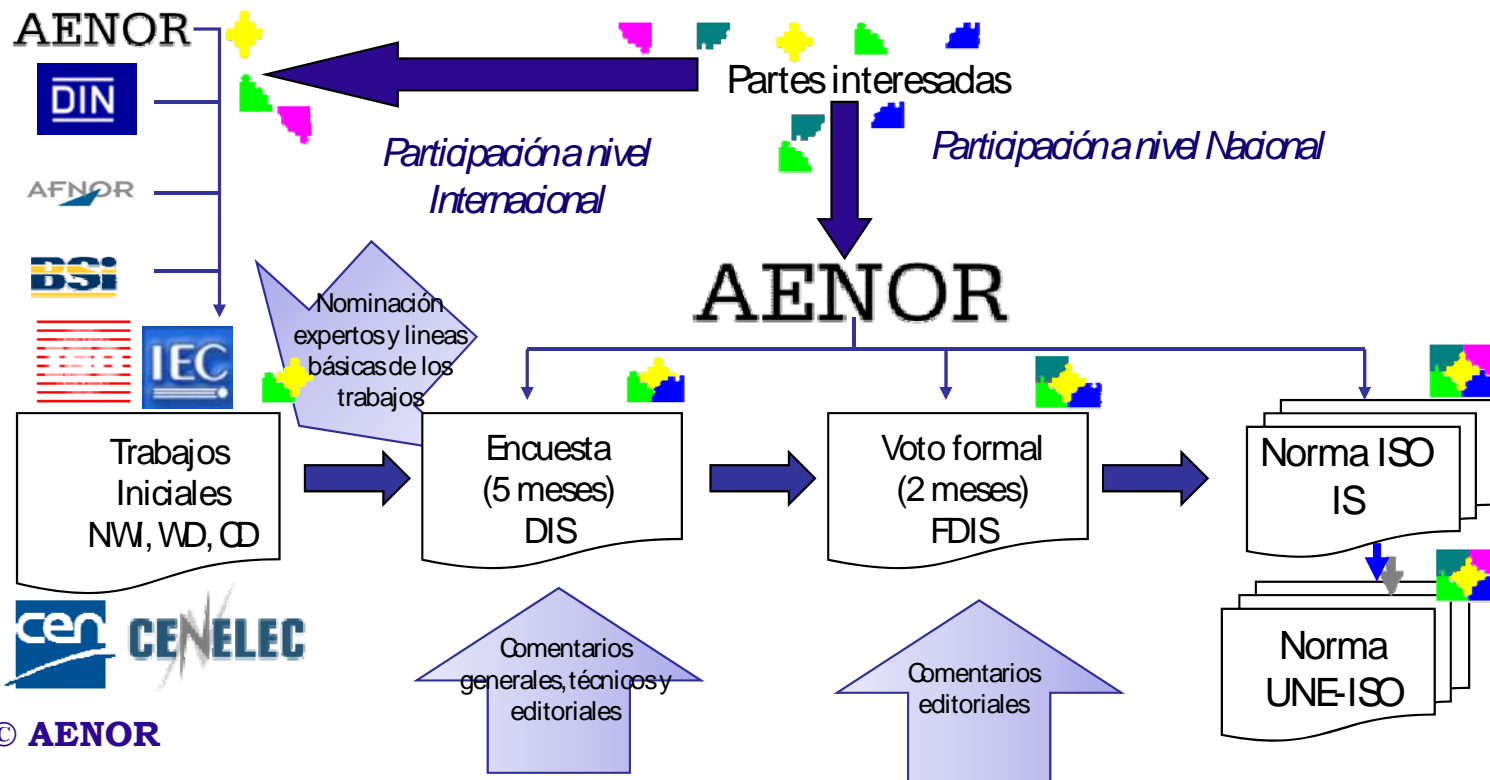 AENOR
Partes interesadas
DIN
Participación a nivel
Internacional
Participación a nivel Nacional
AFNOR
BSi
AENOR
Nominación
expertos y lineas
básicas de los
trabajos
ISO
IEC
Trabajos
Iniciales
NWI, WD, CD
Encuesta
(5 meses)
DIS
Voto formal
(2 meses)
FDIS
Norma ISO
IS
cen
CENELEC
Comentarios
generales, técnicos y
editoriales
Comentarios
editoriales
Norma
UNE-ISO
© AENOR